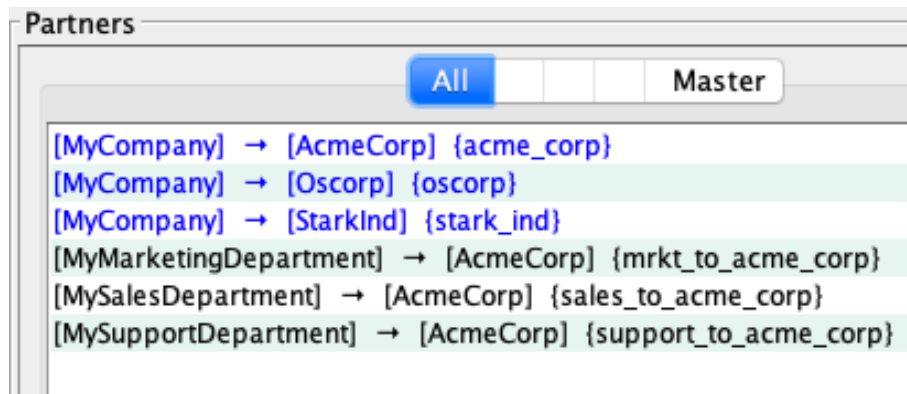 Partners
All Master
[MyCompany] → [AcmeCorp] {acme_corp}
[MyCompany] → [Oscorp] {oscorp}
[MyCompany] → [StarkInd] {stark_ind}
[MyMarketingDepartment] → [AcmeCorp] {mrkt_to_acme_corp}
[MySalesDepartment] → [AcmeCorp] {sales_to_acme_corp}
[MySupportDepartment] → [AcmeCorp] {support_to_acme_corp}